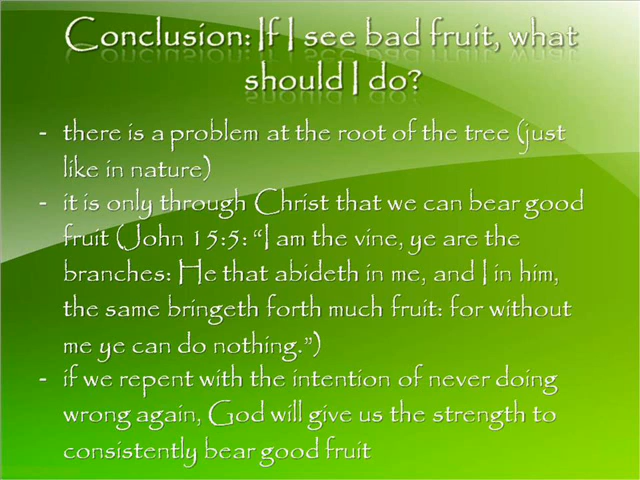 Conclusion: If I see bad fruit, what
should I do?
- there is a problem at the root of the tree (just
like in nature)
- it is only through Christ that we can bear good
fruit (John 15:5: “I am the vine, ye are the
branches: He that abideth in me, and I in him,
the same bringeth forth much fruit: for without
me ye can do nothing.”)
- if we repent with the intention of never doing
wrong again, God will give us the strength to
consistently bear good fruit